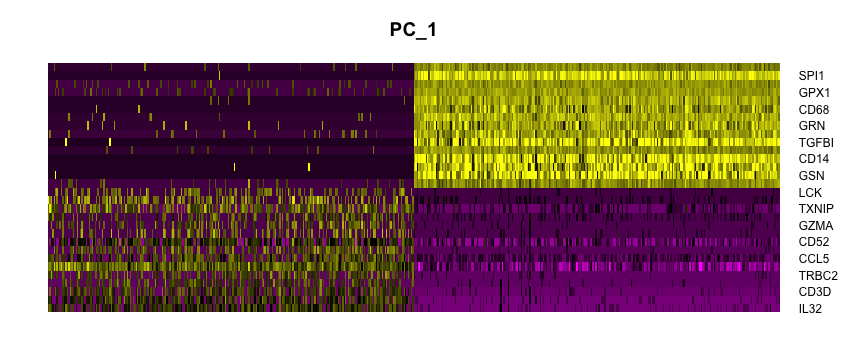 PC_1
SPI1
GPX1
CD68
GRN
TGFBI
CD14
GSN
LCK
TXNIP
GZMA
CD52
CCL5
TRBC2
CD3D
IL32